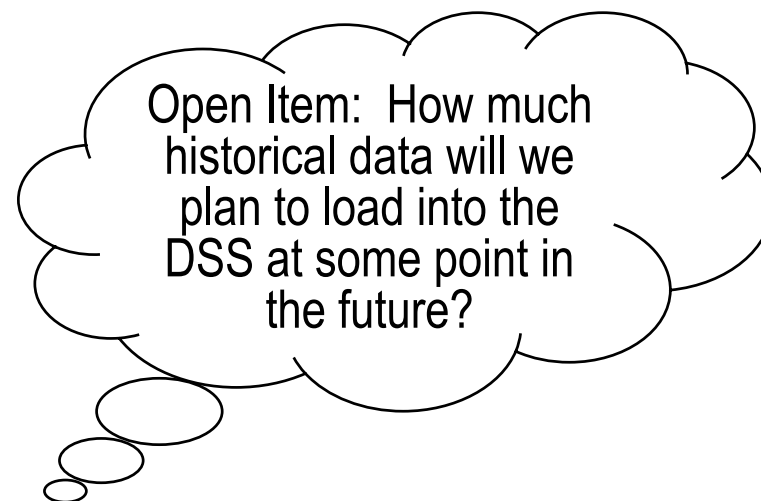 Open Item:  How much
historical data will we
plan to load into the
DSS at some point in
the future?